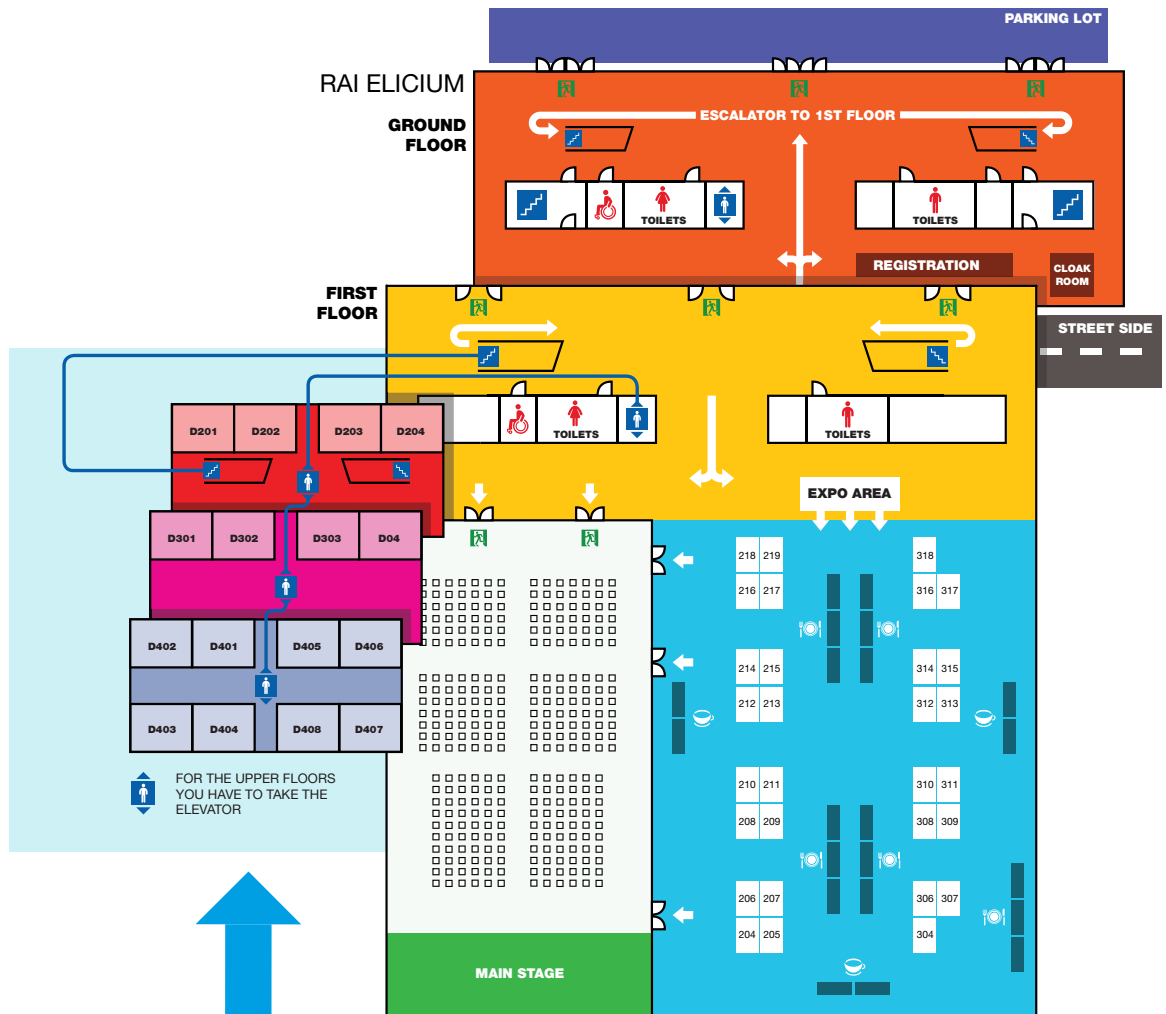 PARKING LOT
RAI ELICIUM
GROUND
FLOOR
ESCALATOR TO 1ST FLOOR
TOILETS
TOILETS
REGISTRATION
CLOAK
ROOM
FIRST
FLOOR
STREET SIDE
TOILETS
TOILETS
D201 D202 D203 D204
EXPO AREA
D301 D302 D303 D04
D402 D401 D405 D406
D403 D404 D408 D407
FOR THE UPPER FLOORS
YOU HAVE TO TAKE THE
ELEVATOR
218 219 318
216 217 316 317
214 215 314 315
212 213 312 313
210 211 310 311
208 209 308 309
206 207 306 307
204 205 304
MAIN STAGE